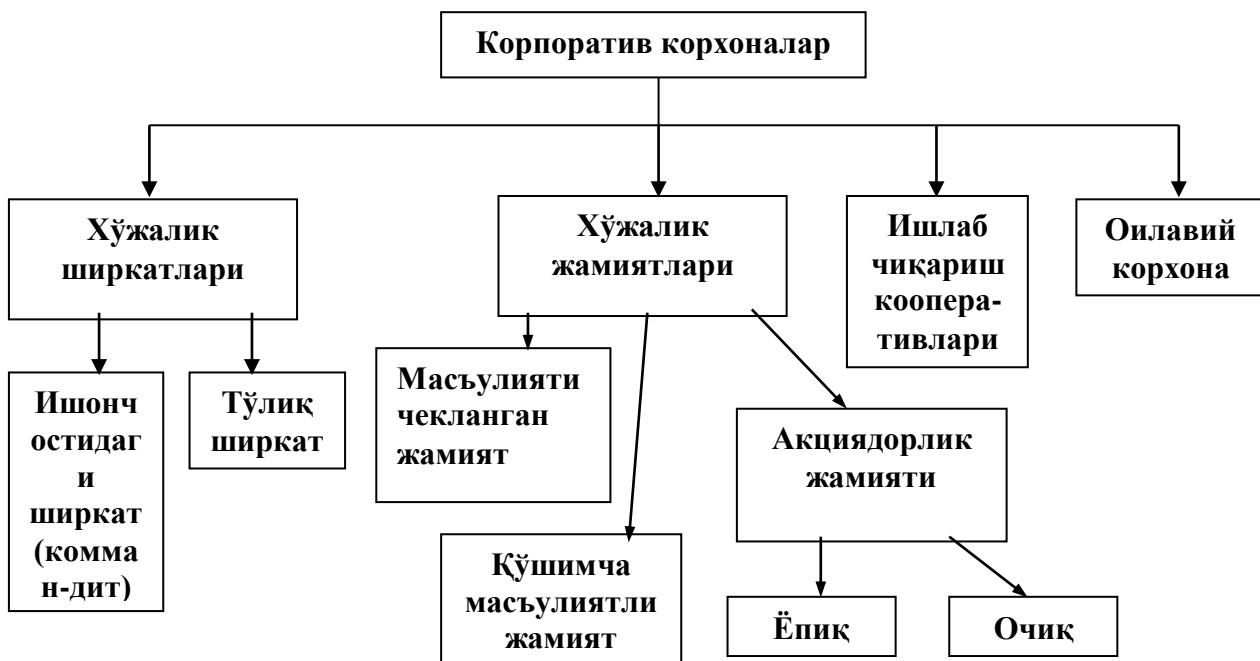 Корпоратив корхоналар
Хўжалик
ширкатлари
Хўжалик
жамиятлари
Ишлаб
чиқариш
коопера-
тивлари
Оилавий
корхона
Ишонч
остидаг
и
ширкат
(комма
н-дит)
Тўлиқ
ширкат
Масъулияти
чекланган
жамият
Қўшимча
масъулиятли
жамият
Акциядорлик
жамияти
Ёпиқ
Очиқ